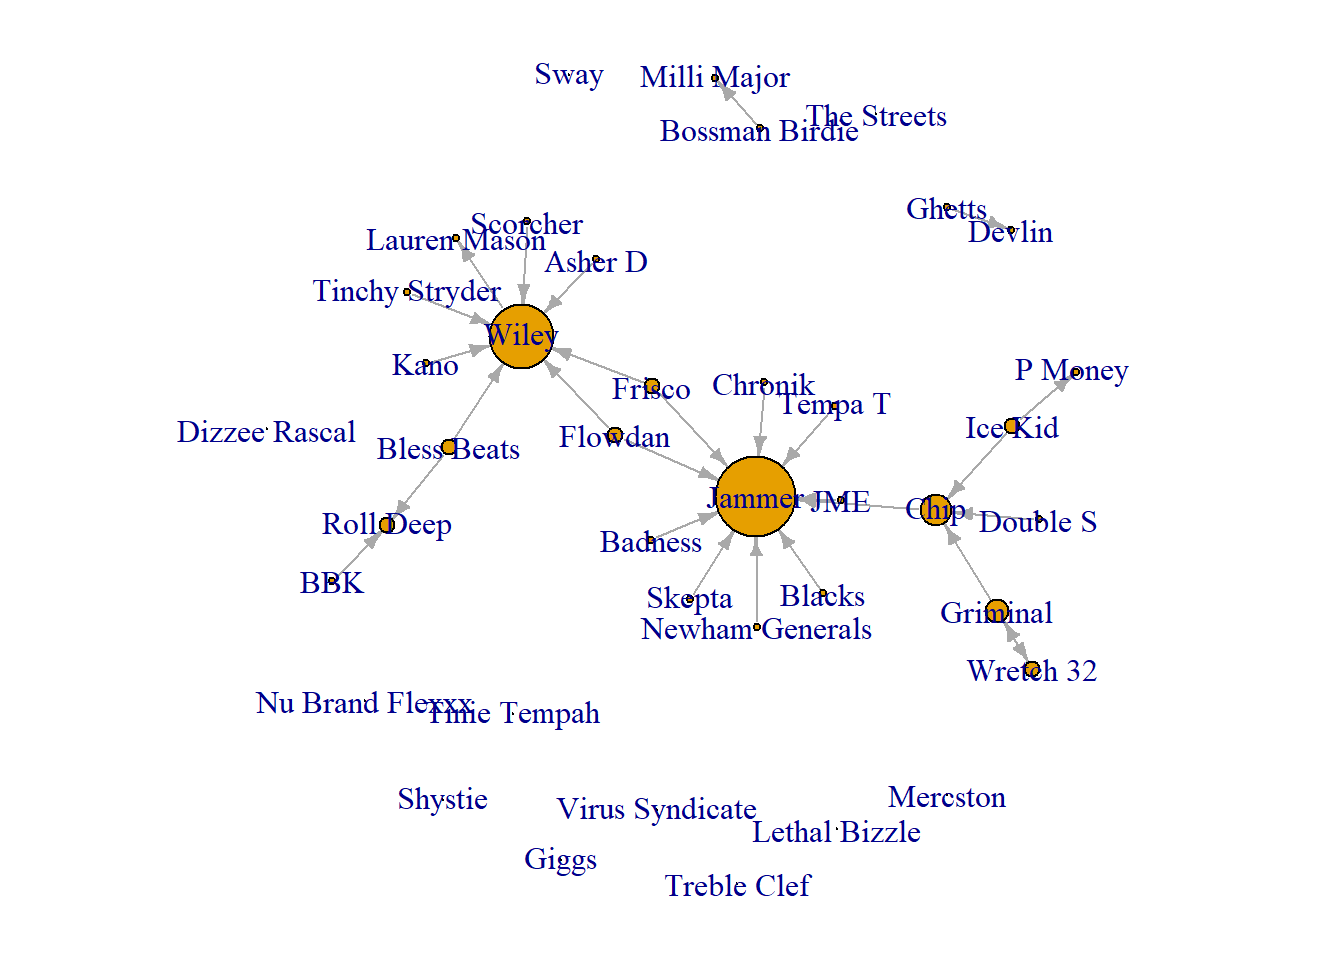 Sway
Milli Major
The Streets
Bossman Birdie
Ghetts
Devlin
Scorcher
Lauren Mason
Asher D
Tinchy Stryder
Wiley
Kano
P Money
Frisco
Chronik
Tempa T
Ice Kid
Dizzee Rascal
Flowdan
Bless Beats
Jammer
JME
Chip
Double S
Roll Deep
Badness
BBK
Skepta
Blacks
Griminal
Newham Generals
Wretch 32
Nu Brand Flexxx
Tinie Tempah
Shystie
Virus Syndicate
Mercston
Lethal Bizzle
Giggs
Treble Clef